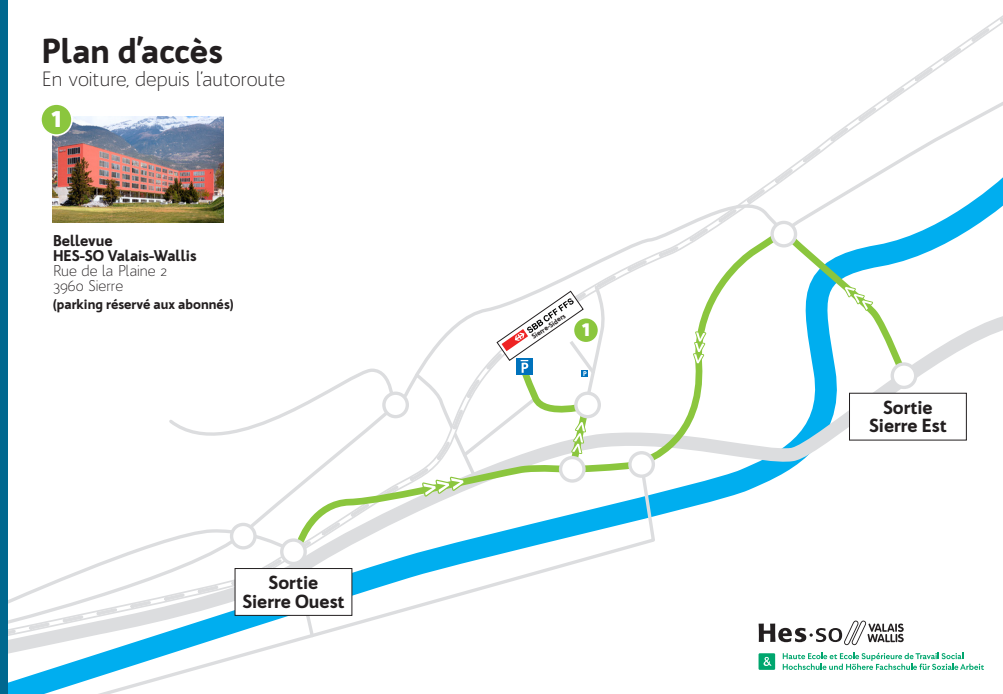 Plan d’accès
En voiture, depuis l’autoroute
1
Bellevue
HES-SO Valais-Wallis
Rue de la Plaine 2
3960 Sierre
(parking réservé aux abonnés)
SBB CFF FFS
Sierre-Siders
1
P
P
Sortie
Sierre Est
Sortie
Sierre Ouest
Hes·so VALAIS
WALLIS
& Haute Ecole et Ecole Supérieure de Travail Social
Hochschule und Höhere Fachschule für Soziale Arbeit